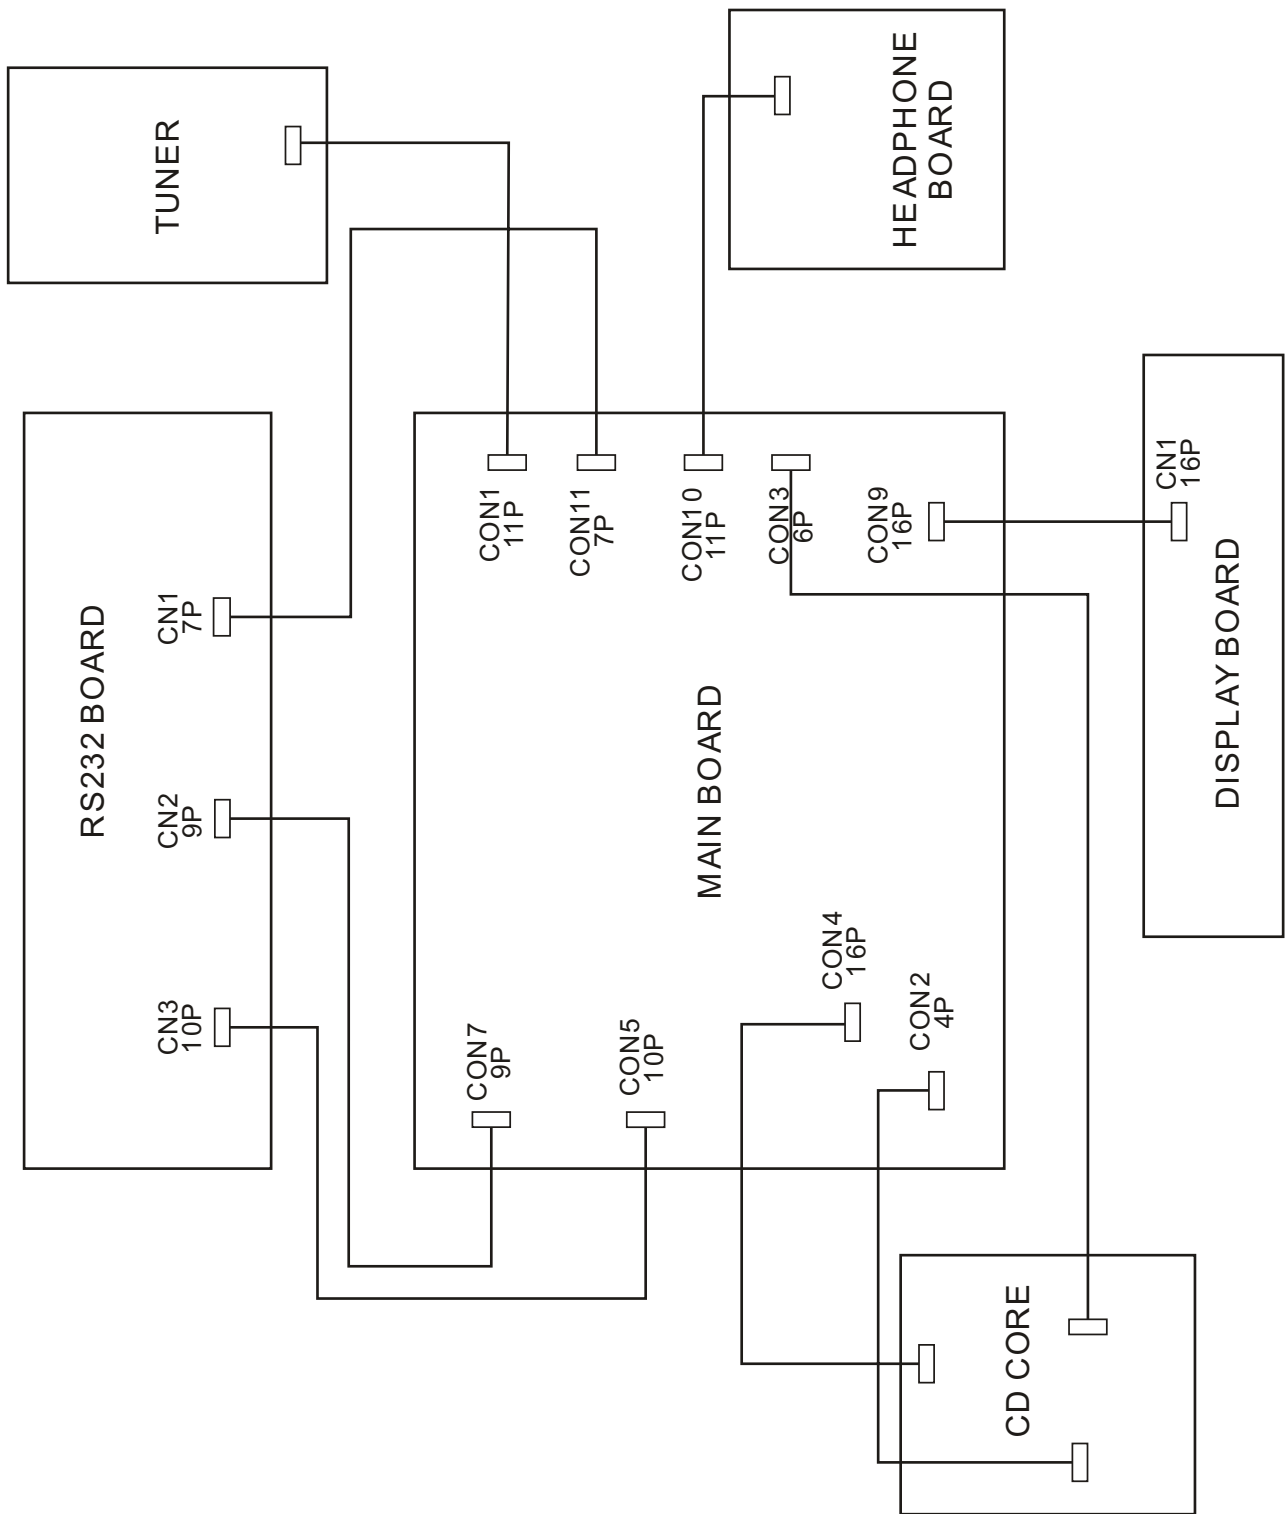 TUNER
HEADPHONE
BOARD
RS232 BOARD
CN1
7P
CN2
9P
CN3
10P
MAIN BOARD
CON1
11P
CON11
7P
CON10
11P
CON3
6P
CON9
16P
CON7
9P
CON5
10P
CON4
16P
CON2
4P
CN1
16P
DISPLAY BOARD
CD CORE